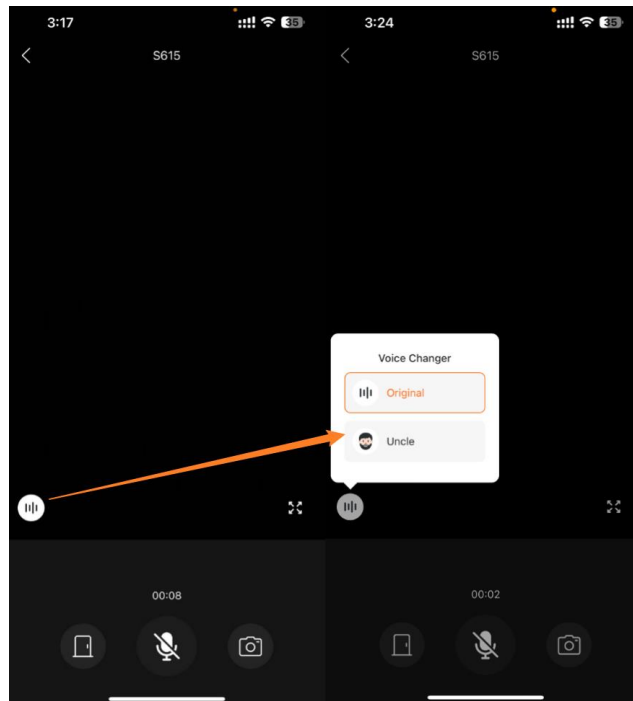 3:17
35
S615
00:08
3:24
35
S615
Voice Changer
Original
Uncle
00:02